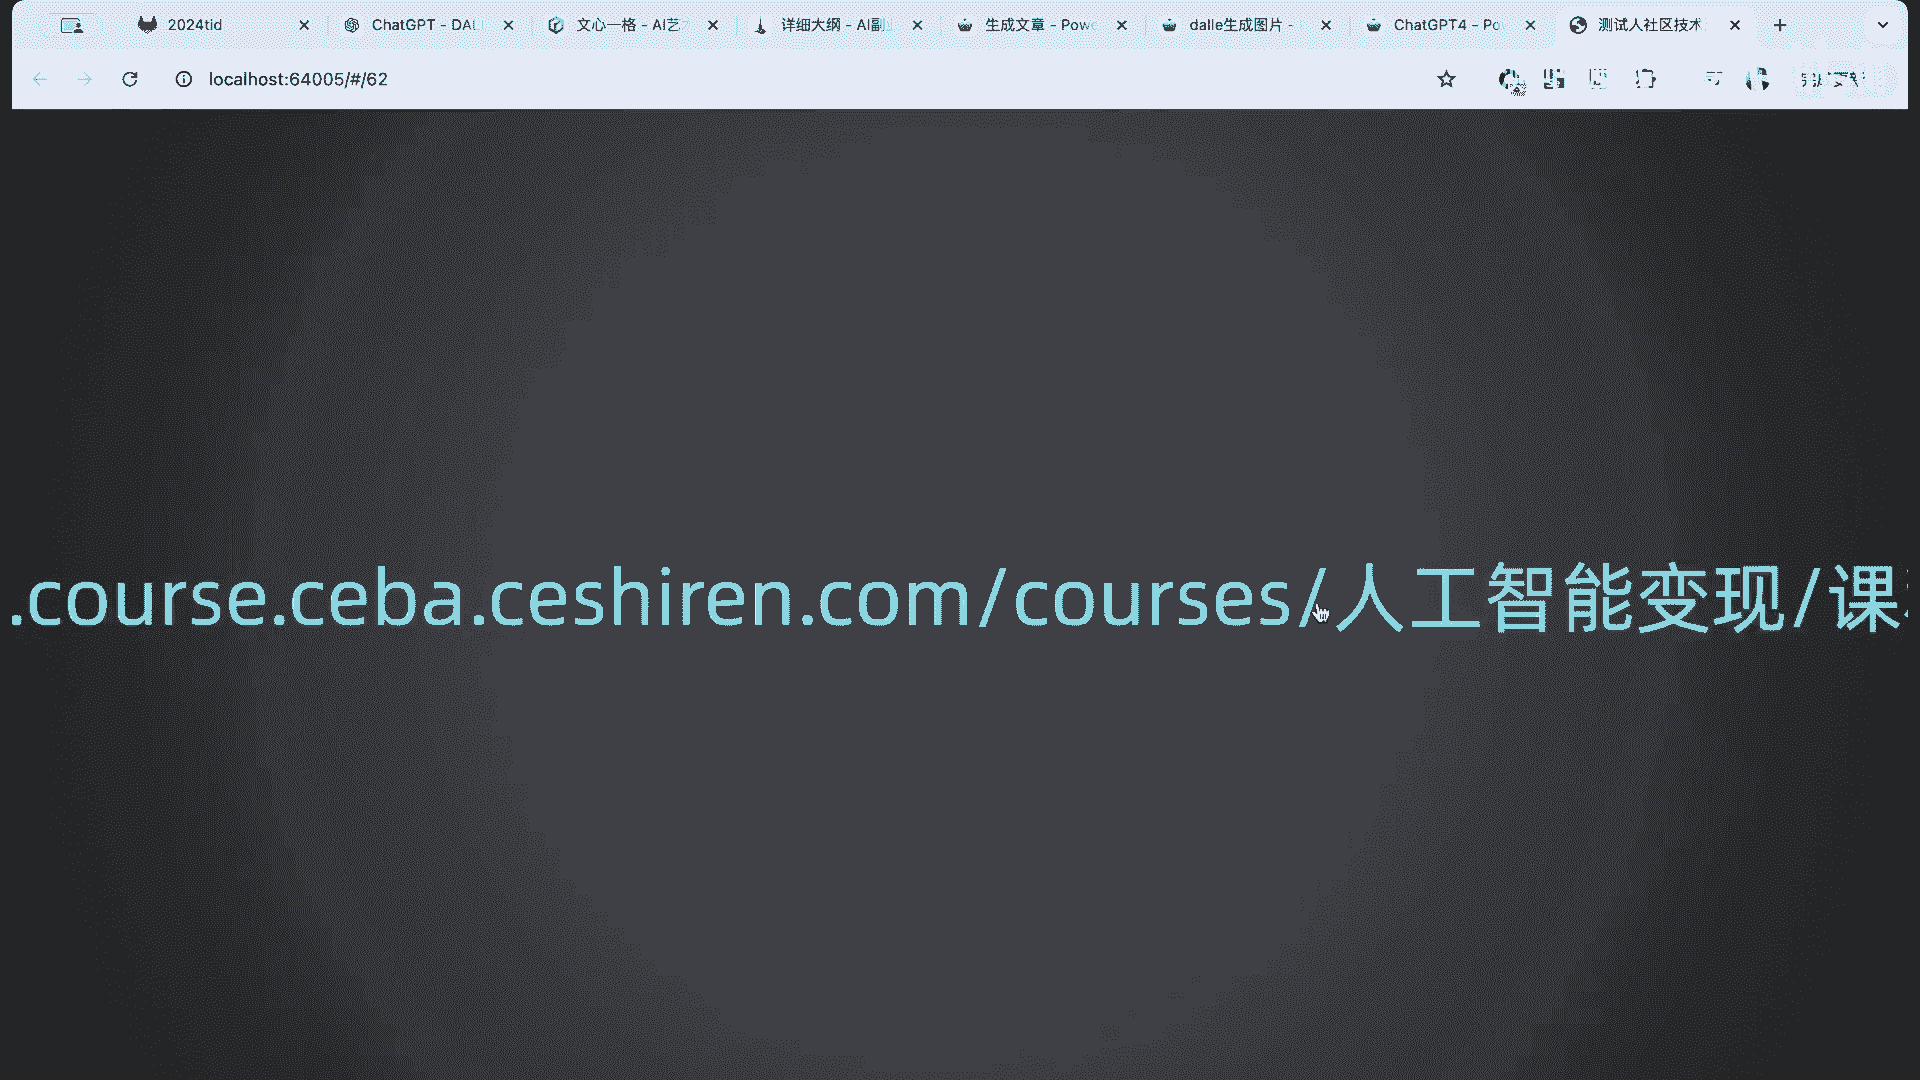 2024tid
ChatGPT - DAL
文心一格 - AI艺
详细大纲 - AI副
生成文章 - Powe
dalle生成图片 -
ChatGPT4 - Po
测试人社区技术
localhost:64005/#/62
.course.ceba.ceshiren.com/courses/人工智能变现/课